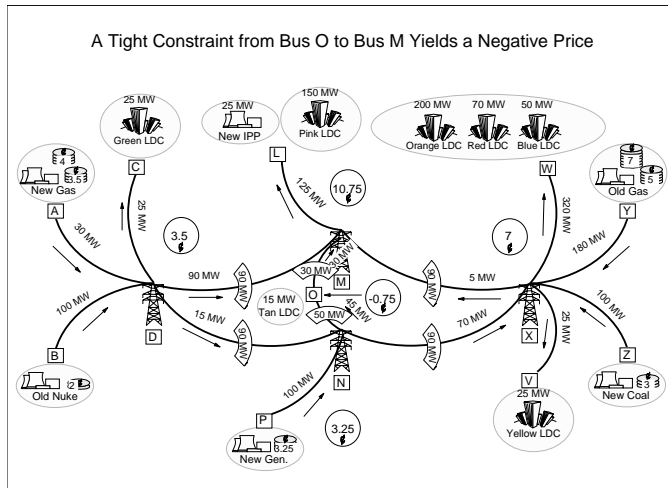 A Tight Constraint from Bus O to Bus M Yields a Negative Price
25 MW
Green LDC
25 MW
New IPP
150 MW
Pink LDC
200 MW
70 MW
50 MW
Orange LDC
Red LDC
Blue LDC
4
3.5
New Gas
7
5
Old Gas
C
L
W
A
Y
30 MW
25 MW
125 MW
10.75
3.5
7
320 MW
180 MW
90 MW
90 MW
30 MW
30 MW
M
90 MW
5 MW
100 MW
15 MW
15 MW
Tan LDC
O
-0.75
45 MW
50 MW
D
90 MW
N
90 MW
70 MW
X
25 MW
100 MW
B
Old Nuke
100 MW
P
3.25
New Gen.
3.25
V
25 MW
Yellow LDC
Z
3
New Coal